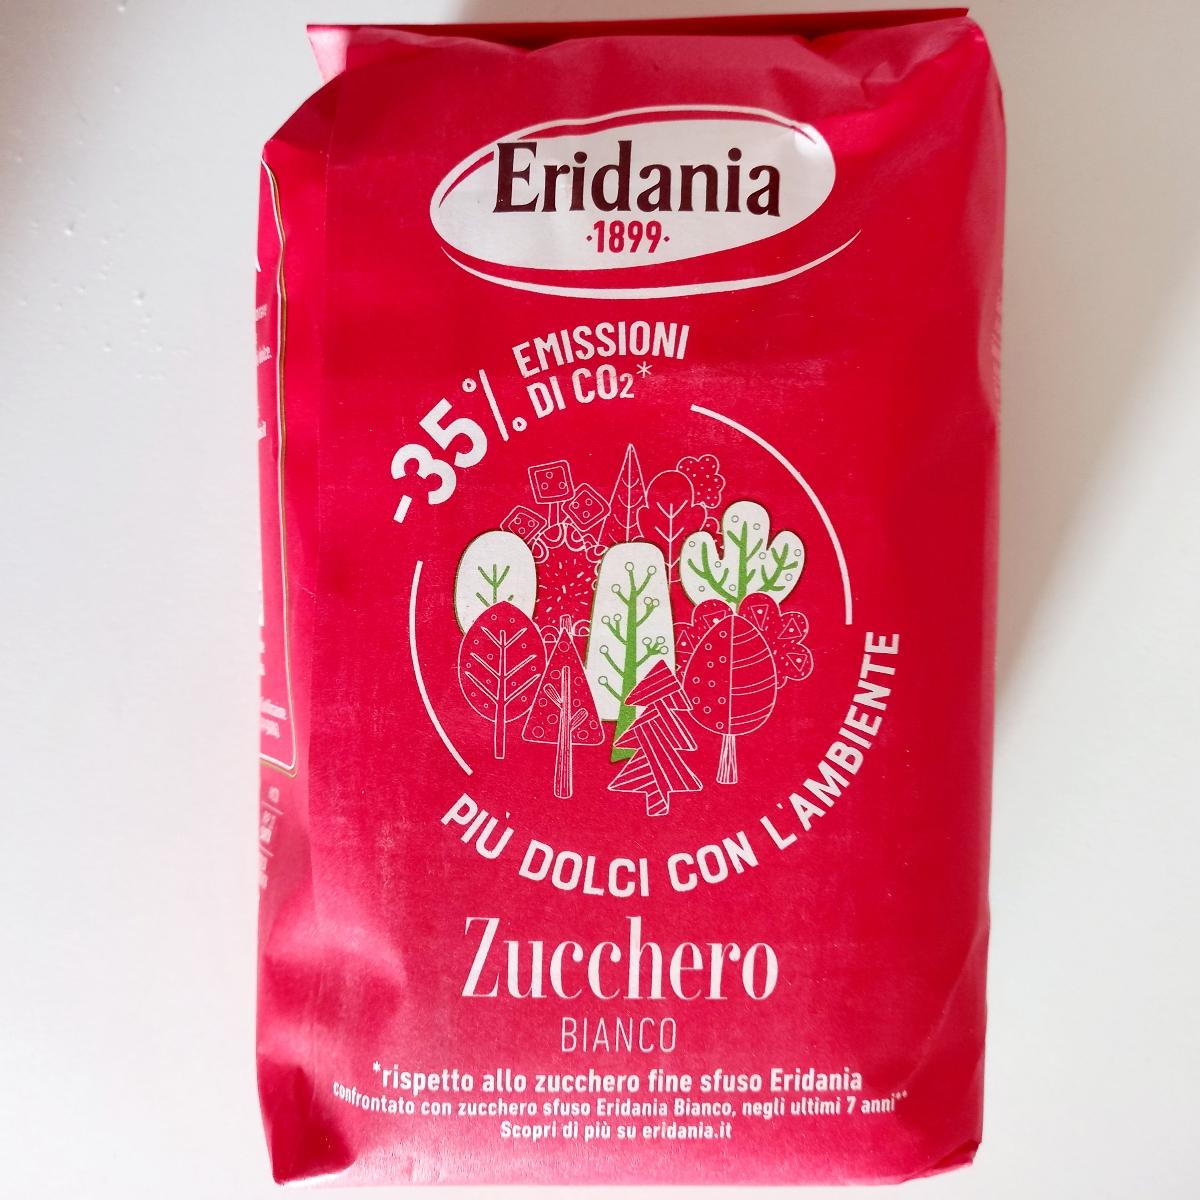 Eridania
·1899·
-35%
EMISSIONI
DI CO2*
PIÙ DOLCI CON L'AMBIENTE
Zucchero
BIANCO
*rispetto allo zucchero fine sfuso Eridania
confrontato con zucchero sfuso Eridania Bianco, negli ultimi 7 anni**
Scopri di più su eridania.it